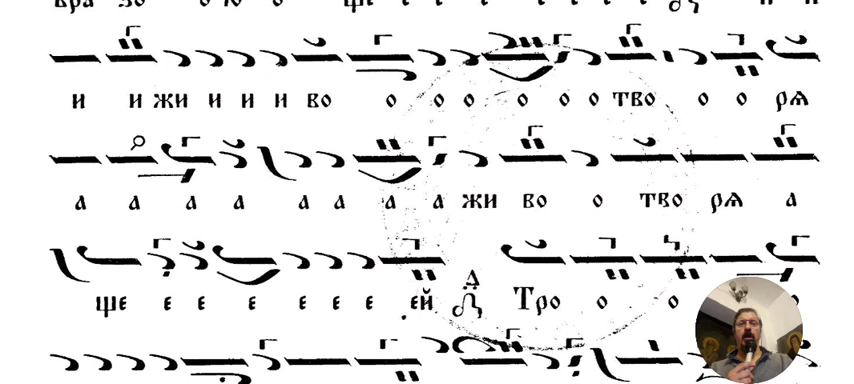 и и жи и и и во о о о о о о тво о о рѧ
а а а а а а а а жи во о тво рѧ а
ще е е е е е е ей Тро о о